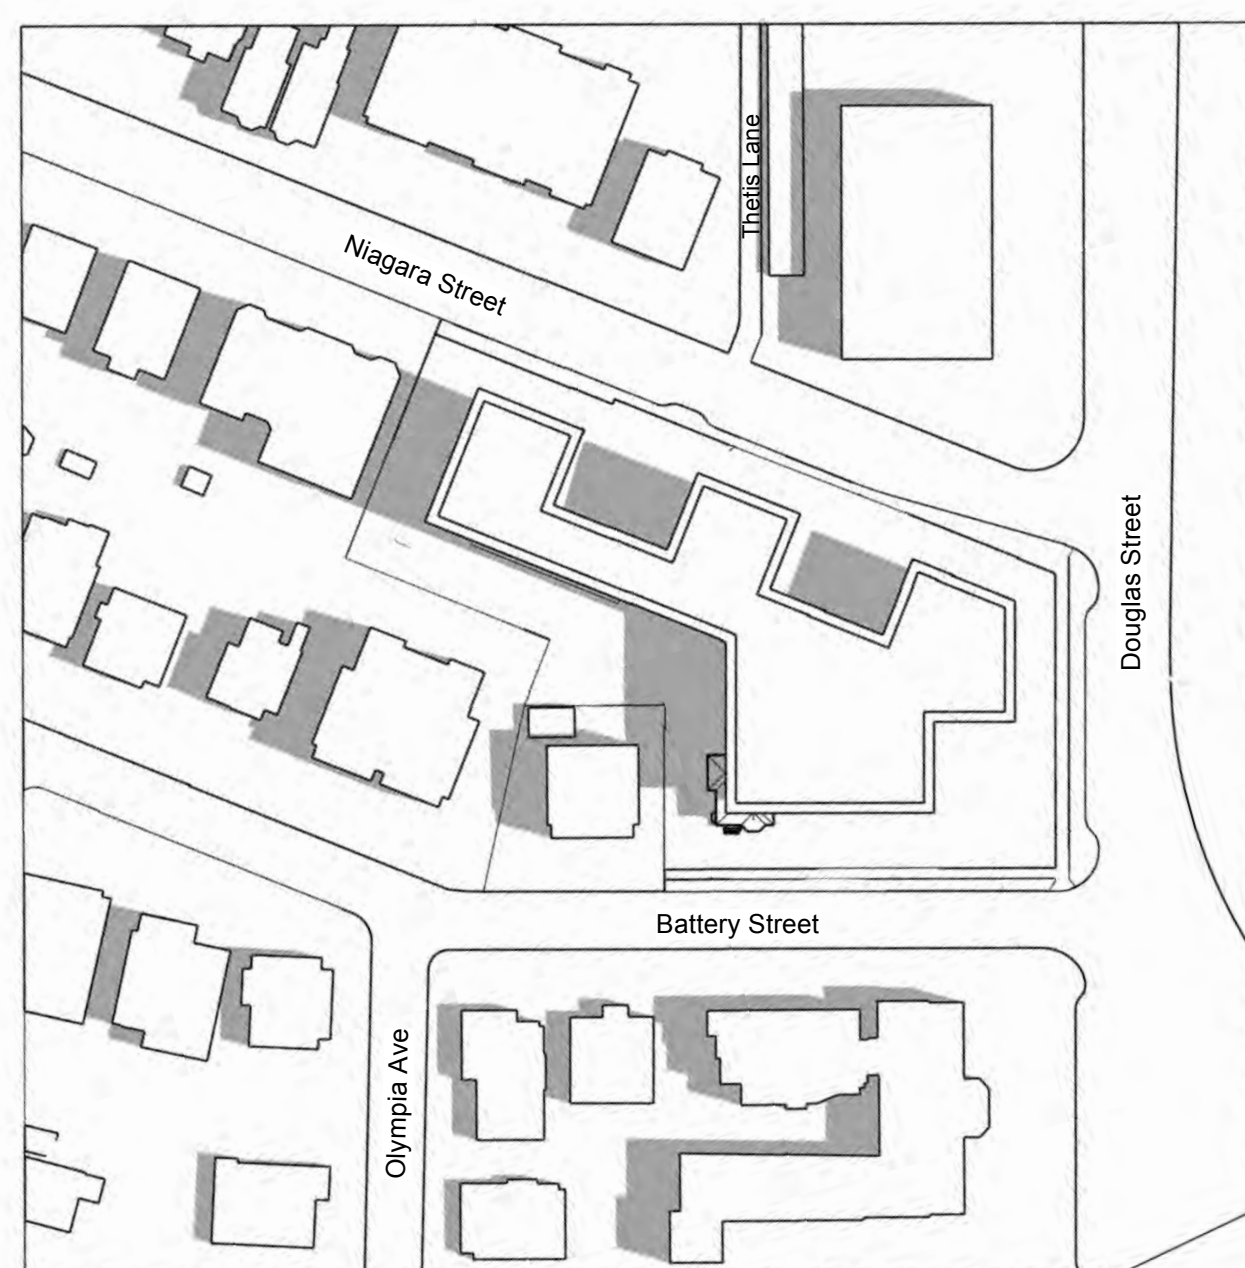 Thetis Lane
Niagara Street
Douglas Street
Battery Street
Olympia Ave